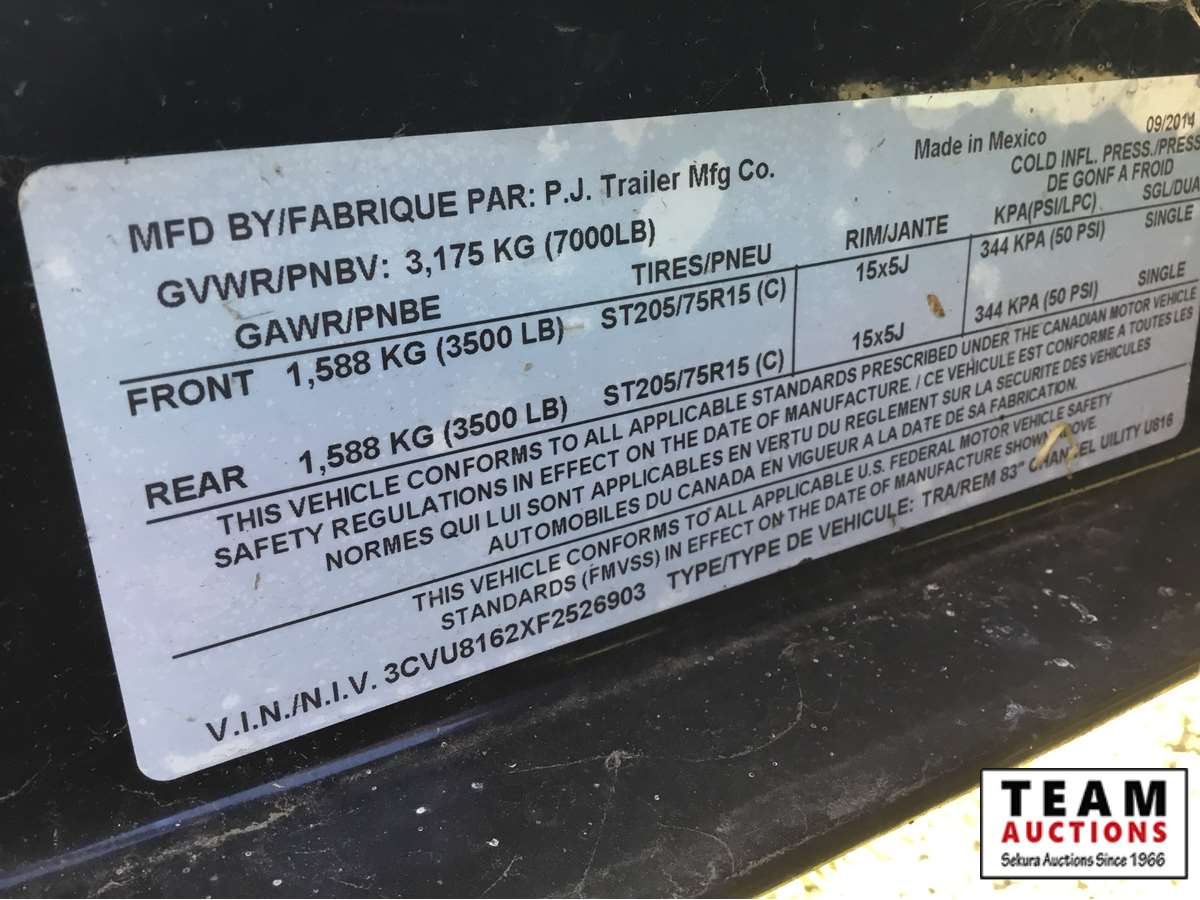 09/2014
MFD BY/FABRIQUE PAR: P.J. Trailer Mfg Co. Made in Mexico
GVWR/PNBV: 3,175 KG (7000LB) COLD INFL. PRESS./PRESS
DE GONF A FROID
GAWR/PNBE TIRES/PNEU RIM/JANTE KPA(PSI/LPC) SGL/DUA
FRONT 1,588 KG (3500 LB) ST205/75R15 (C) 15x5J 344 KPA (50 PSI) SINGLE
REAR 1,588 KG (3500 LB) ST205/75R15 (C) 15x5J 344 KPA (50 PSI) SINGLE
THIS VEHICLE CONFORMS TO ALL APPLICABLE STANDARDS PRESCRIBED UNDER THE CANADIAN MOTOR VEHICLE
SAFETY REGULATIONS IN EFFECT ON THE DATE OF MANUFACTURE. / CE VEHICULE EST CONFORME A TOUTES LES
NORMES QUI LUI SONT APPLICABLES EN VERTU DU REGLEMENT SUR LA SECURITE DES VEHICULES
AUTOMOBILES DU CANADA EN VIGUEUR A LA DATE DE SA FABRICATION.
THIS VEHICLE CONFORMS TO ALL APPLICABLE U.S. FEDERAL MOTOR VEHICLE SAFETY
STANDARDS (FMVSS) IN EFFECT ON THE DATE OF MANUFACTURE SHOWN ABOVE.
V.I.N./N.I.V. 3CVU8162XF2526903 TYPE/TYPE DE VEHICULE: TRA/REM 83" CHANNEL UILITY U816
TEAM
AUCTIONS
Sekura Auctions Since 1966